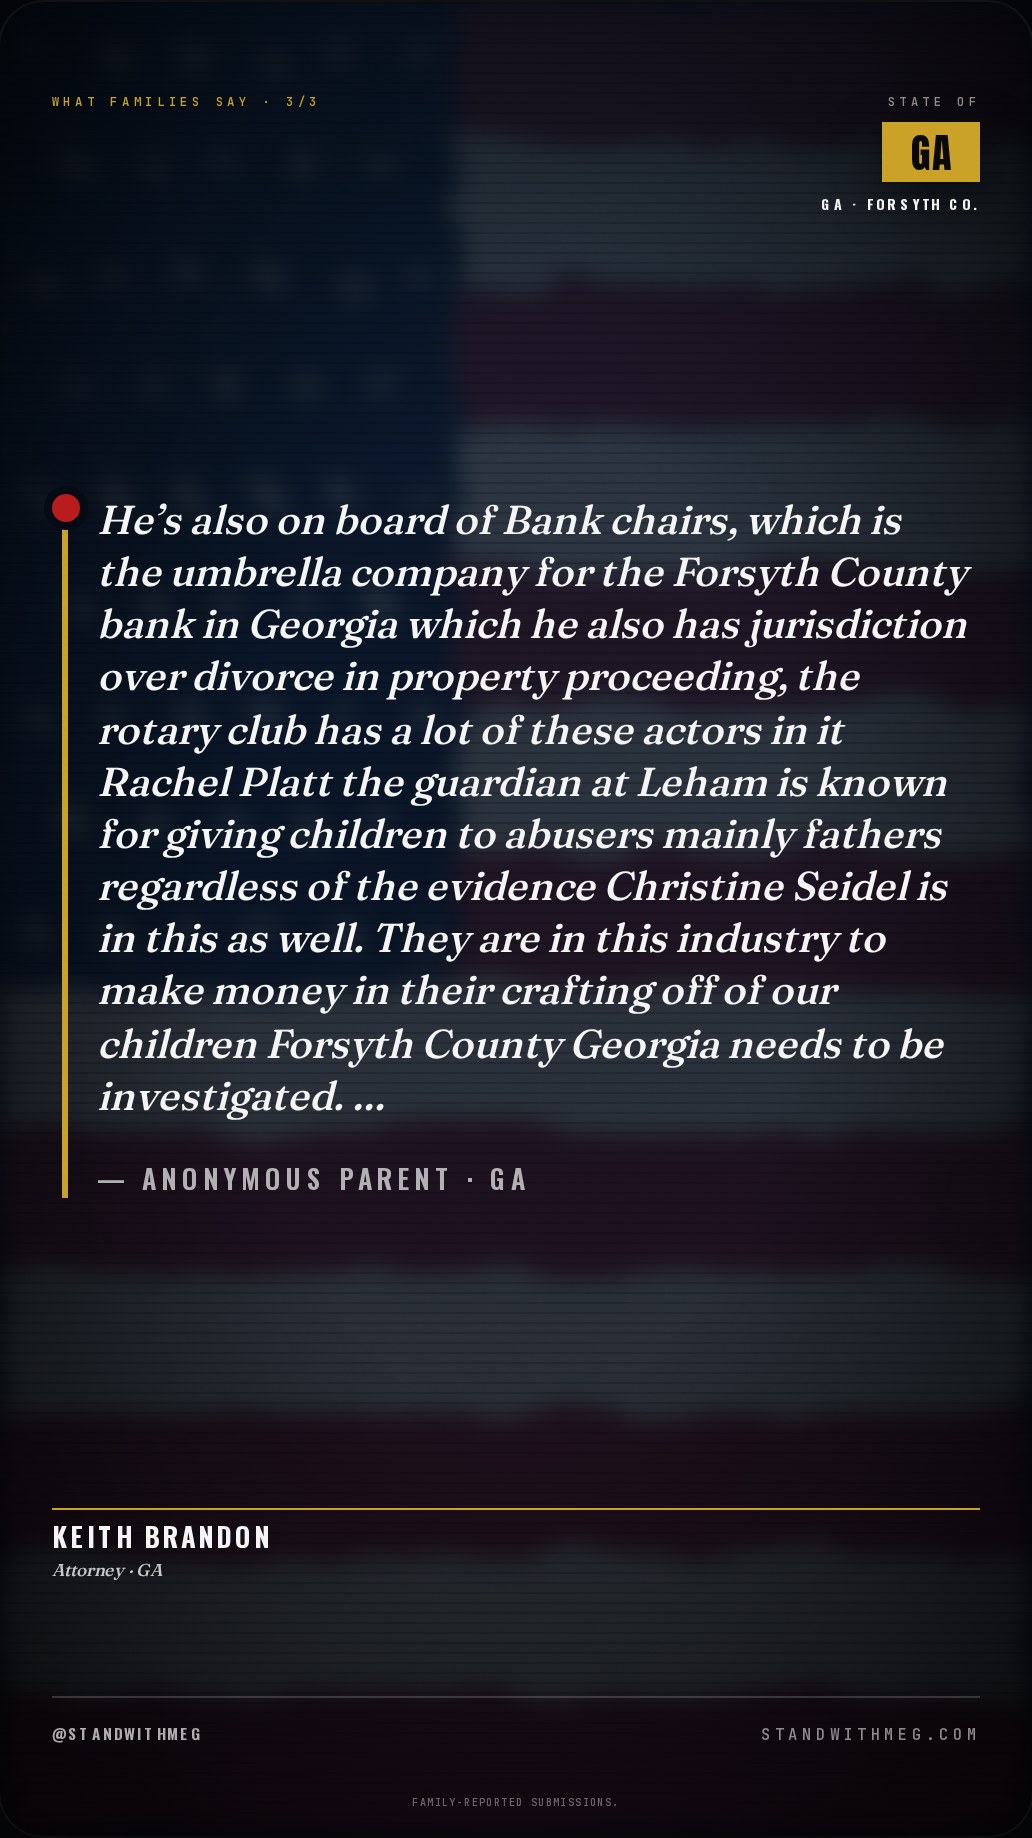 WHAT FAMILIES SAY · 3/3
STATE OF
GA
GA · FORSYTH CO.
He’s also on board of Bank chairs, which is
the umbrella company for the Forsyth County
bank in Georgia which he also has jurisdiction
over divorce in property proceeding, the
rotary club has a lot of these actors in it
Rachel Platt the guardian at Leham is known
for giving children to abusers mainly fathers
regardless of the evidence Christine Seidel is
in this as well. They are in this industry to
make money in their crafting off of our
children Forsyth County Georgia needs to be
investigated. ...
— ANONYMOUS PARENT · GA
KEITH BRANDON
Attorney · GA
@STANDWITHMEG
STANDWITHMEG.COM
FAMILY-REPORTED SUBMISSIONS.